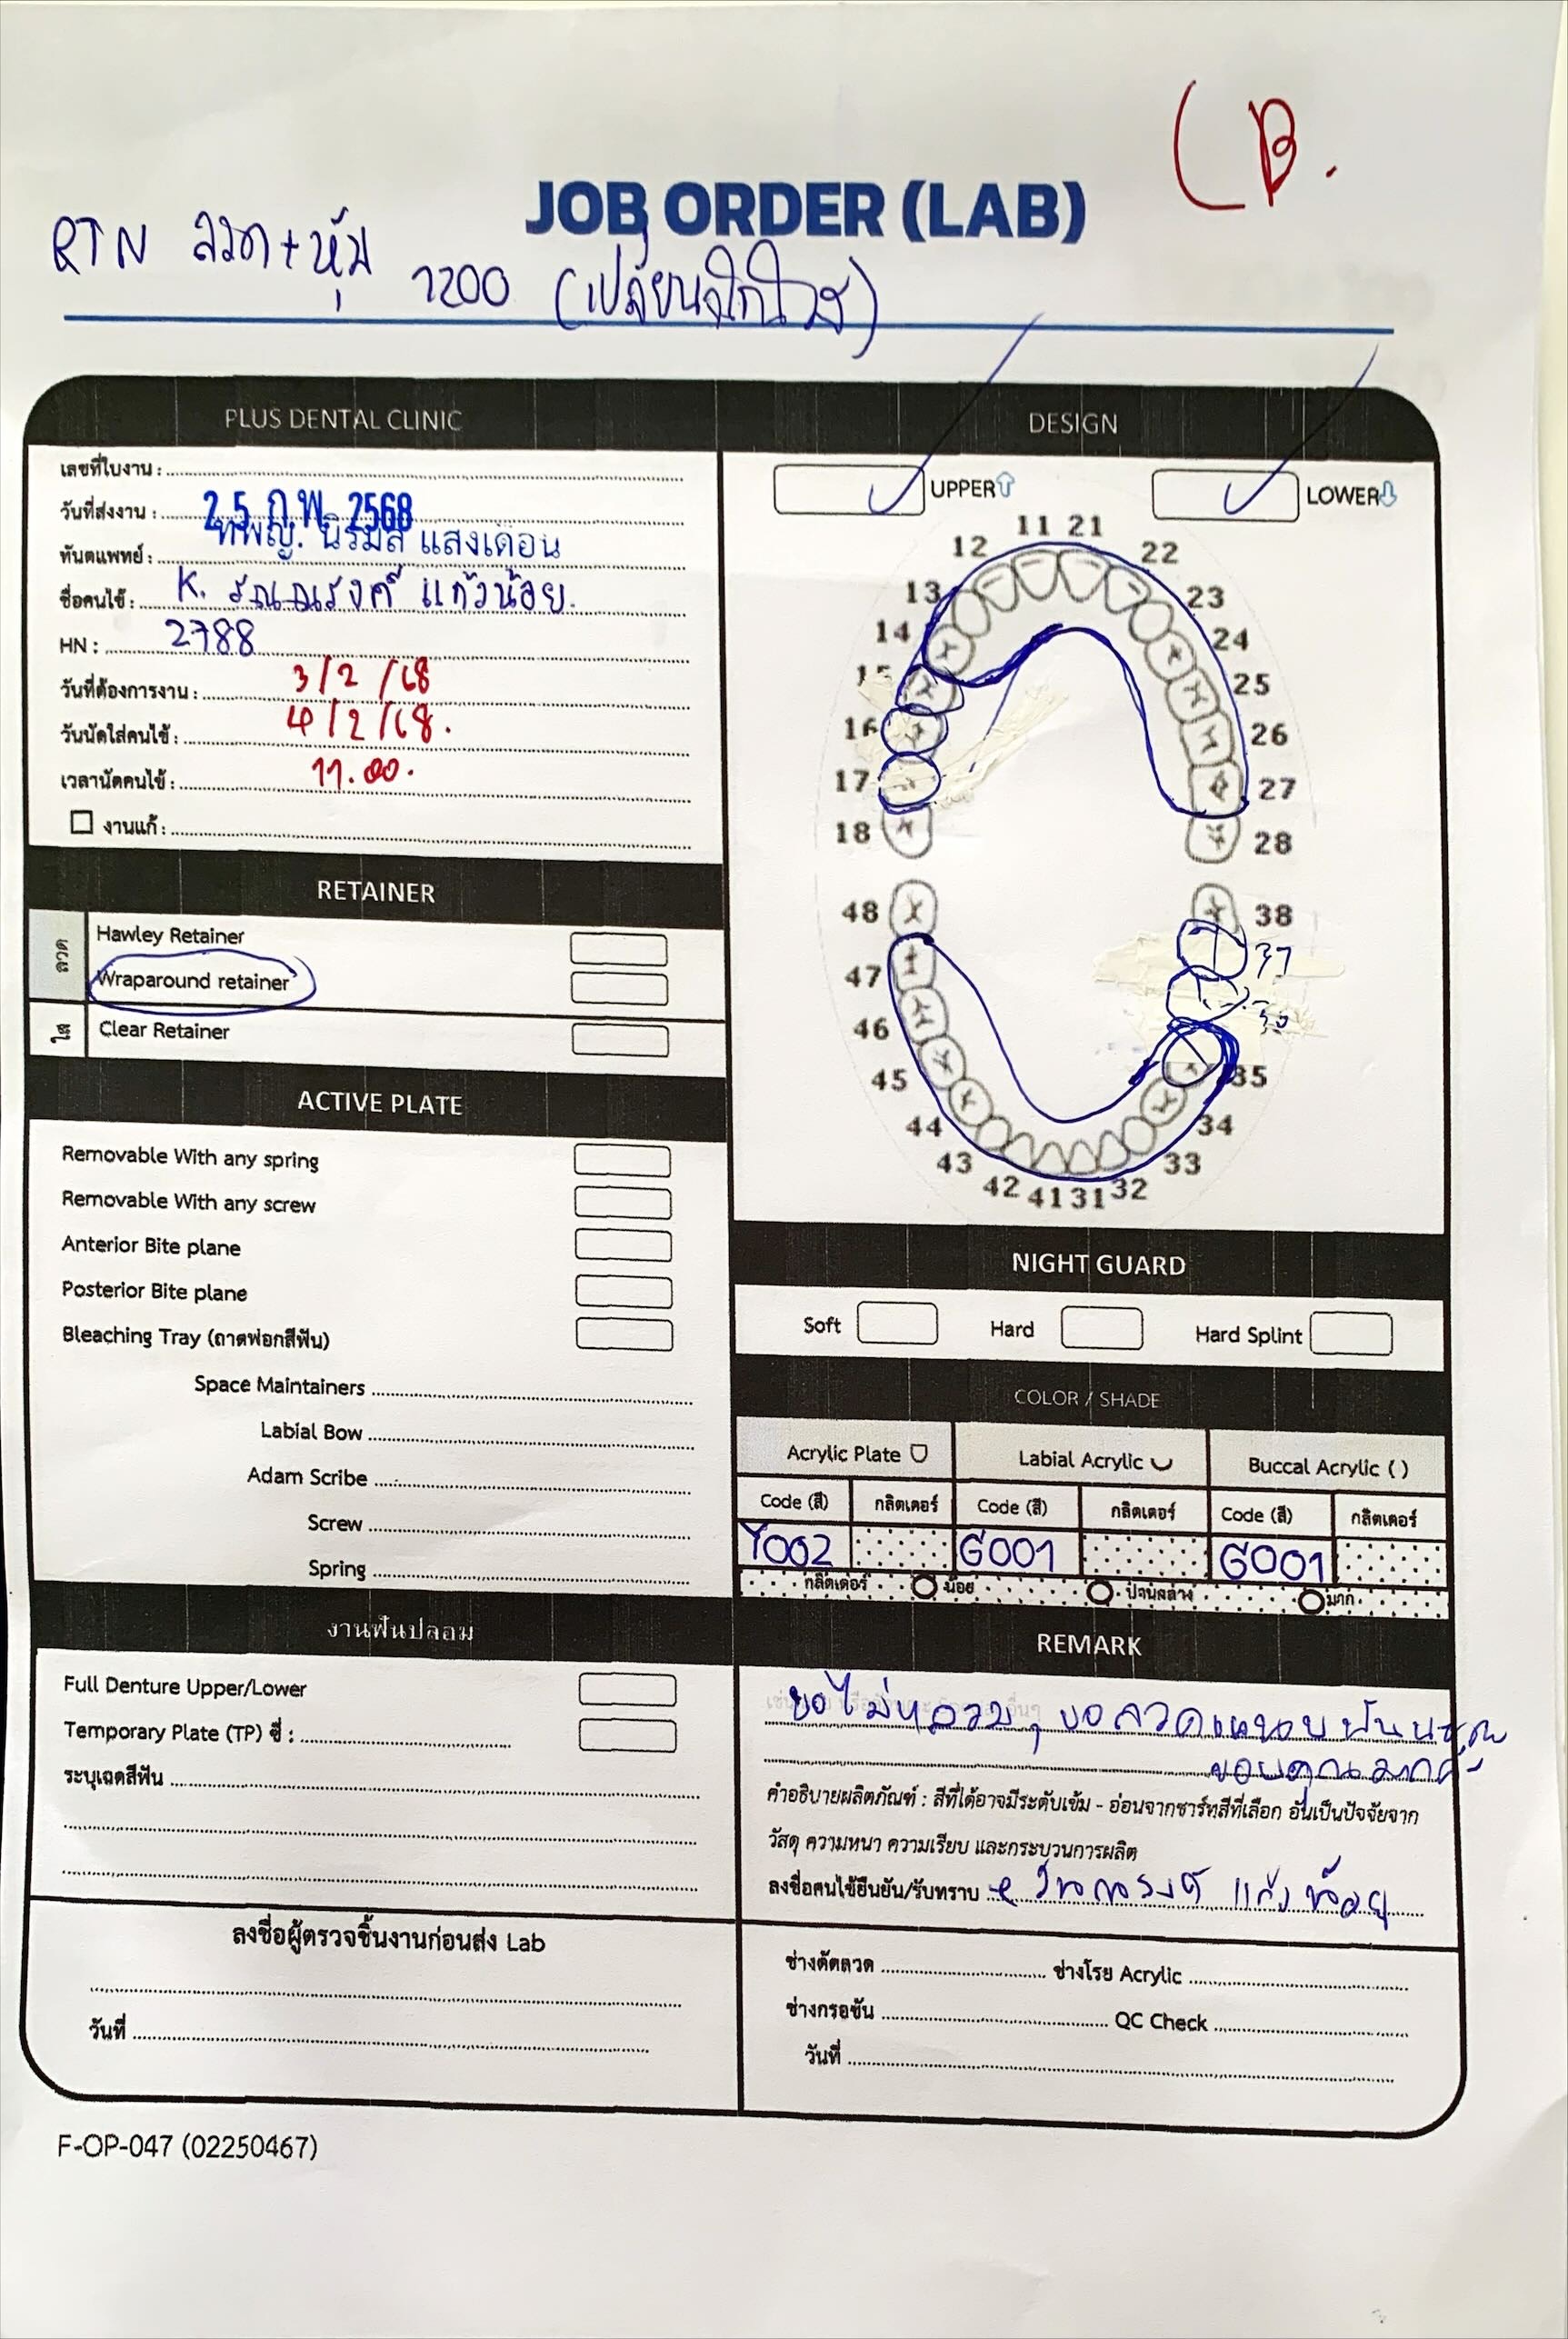 (B.
JOB ORDER (LAB)
RTN ลวด+หุ้ม 1200 (เปลี่ยนจากใส)
PLUS DENTAL CLINIC
เลขที่ใบงาน :
วันที่ส่งงาน : 25 ก.พ. 2568
ทันตแพทย์ : ทพญ. นิรมล แสงเดือน
ชื่อคนไข้ : K. รณณรงค์ แก้วน้อย.
HN : 2788
วันที่ต้องการงาน : 3/2/68
วันนัดใส่คนไข้ : 4/2/68.
เวลานัดคนไข้ : 11.00.
งานแก้ :
RETAINER
ลวด
Hawley Retainer
Wraparound retainer
ใส
Clear Retainer
ACTIVE PLATE
Removable With any spring
Removable With any screw
Anterior Bite plane
Posterior Bite plane
Bleaching Tray (ถาดฟอกสีฟัน)
Space Maintainers
Labial Bow
Adam Scribe
Screw
Spring
งานฟันปลอม
Full Denture Upper/Lower
Temporary Plate (TP) ซี่ :
ระบุเฉดสีฟัน
ลงชื่อผู้ตรวจชิ้นงานก่อนส่ง Lab
วันที่
DESIGN
UPPER LOWER
11 21
12 22
13 23
14 24
15 25
16 26
17 27
18 28
48 38
47 37
46
45 35
44 34
43 33
42 41 31 32
NIGHT GUARD
Soft Hard Hard Splint
COLOR / SHADE
Acrylic Plate Labial Acrylic Buccal Acrylic ( )
Code (สี) กลิตเตอร์ Code (สี) กลิตเตอร์ Code (สี) กลิตเตอร์
Y002 G001 G001
กลิตเตอร์ น้อย ปานกลาง มาก
REMARK
ขอไม่หลวม, ขอลวดแนบฟัน
ขอบคุณมากค่ะ
คำอธิบายผลิตภัณฑ์ : สีที่ได้อาจมีระดับเข้ม - อ่อนจากชาร์ทสีที่เลือก อันเป็นปัจจัยจาก
วัสดุ ความหนา ความเรียบ และกระบวนการผลิต
ลงชื่อคนไข้ยืนยัน/รับทราบ รณณรงค์ แก้วน้อย
ช่างดัดลวด ช่างโรย Acrylic
ช่างกรอขัน QC Check
วันที่
F-OP-047 (02250467)